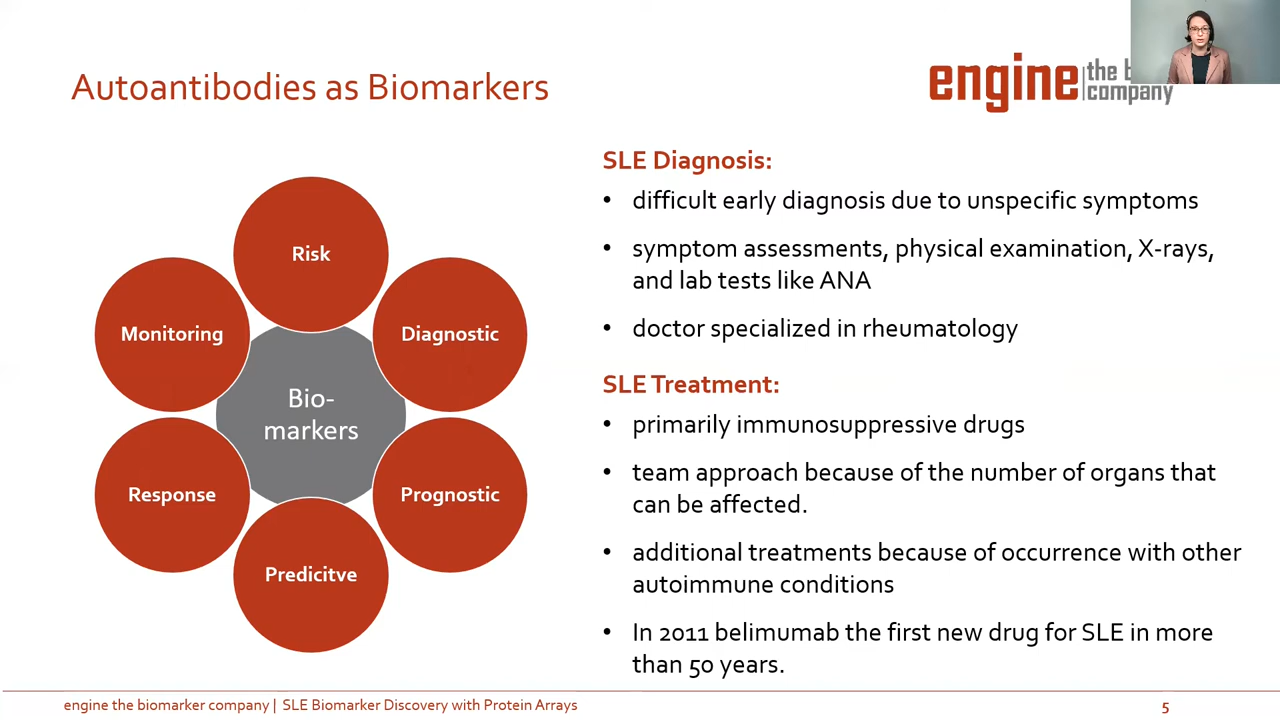 Autoantibodies as Biomarkers
engine
the b
company
Risk
Monitoring
Diagnostic
Bio-
markers
Response
Prognostic
Predicitve
SLE Diagnosis:
• difficult early diagnosis due to unspecific symptoms
• symptom assessments, physical examination, X-rays,
and lab tests like ANA
• doctor specialized in rheumatology
SLE Treatment:
• primarily immunosuppressive drugs
• team approach because of the number of organs that
can be affected.
• additional treatments because of occurrence with other
autoimmune conditions
• In 2011 belimumab the first new drug for SLE in more
than 50 years.
engine the biomarker company | SLE Biomarker Discovery with Protein Arrays
5